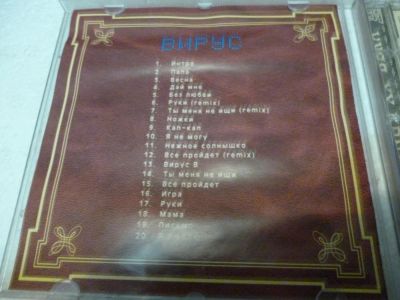 ВИРУС
1. Интра
2. Папа
3. Весна
4. Дай мне
5. Без любви
6. Руки (remix)
7. Ты меня не ищи (remix)
8. Ножки
9. Кап-кап
10. Я не могу
11. Нежное солнышко
12. Все пройдет (remix)
13. Вирус В
14. Ты меня не ищи
15. Все пройдет
16. Игра
17. Руки
18. Мама
19. Письмо
20.